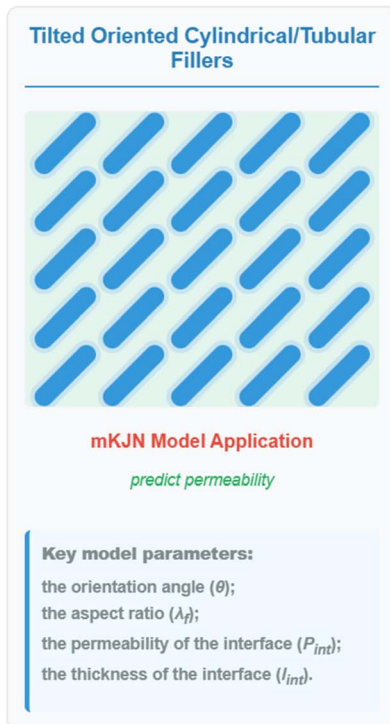 Tilted Oriented Cylindrical/Tubular
Fillers
mKJN Model Application
predict permeability
Key model parameters:
the orientation angle (θ);
the aspect ratio (λf);
the permeability of the interface (Pint);
the thickness of the interface (lint).